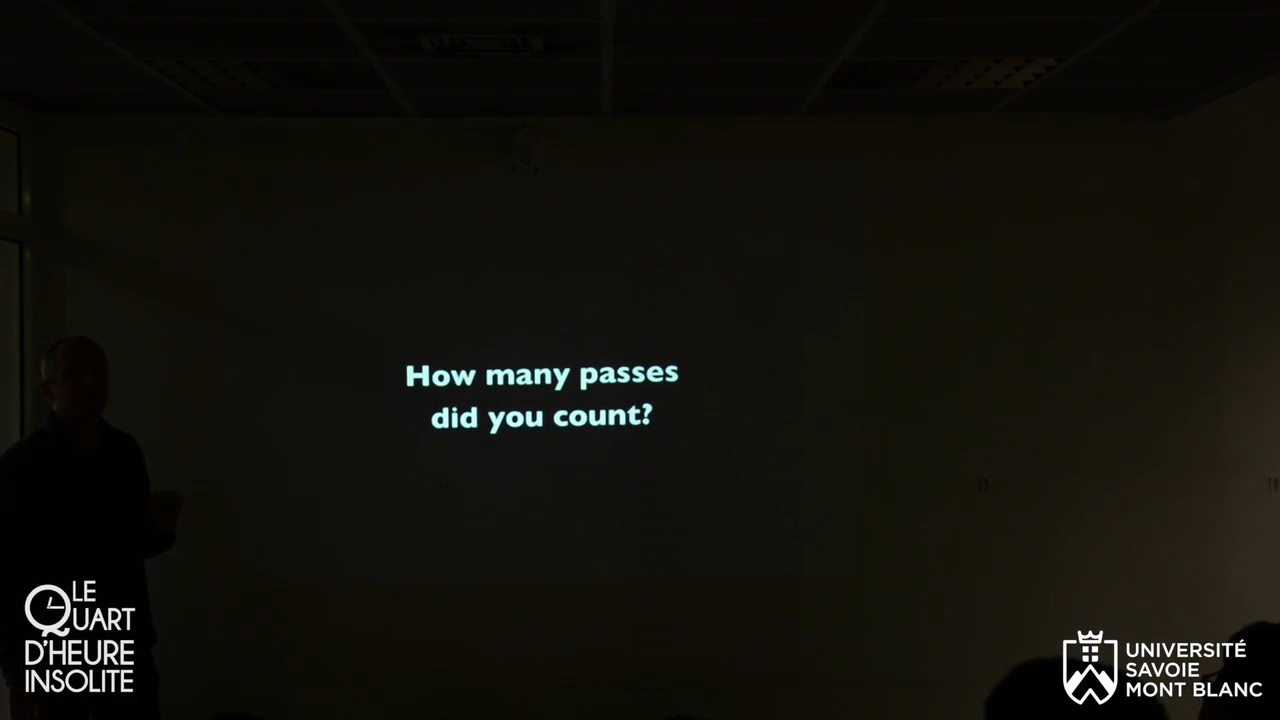 How many passes
did you count?
LE
QUART
D'HEURE
INSOLITE
UNIVERSITÉ
SAVOIE
MONT BLANC